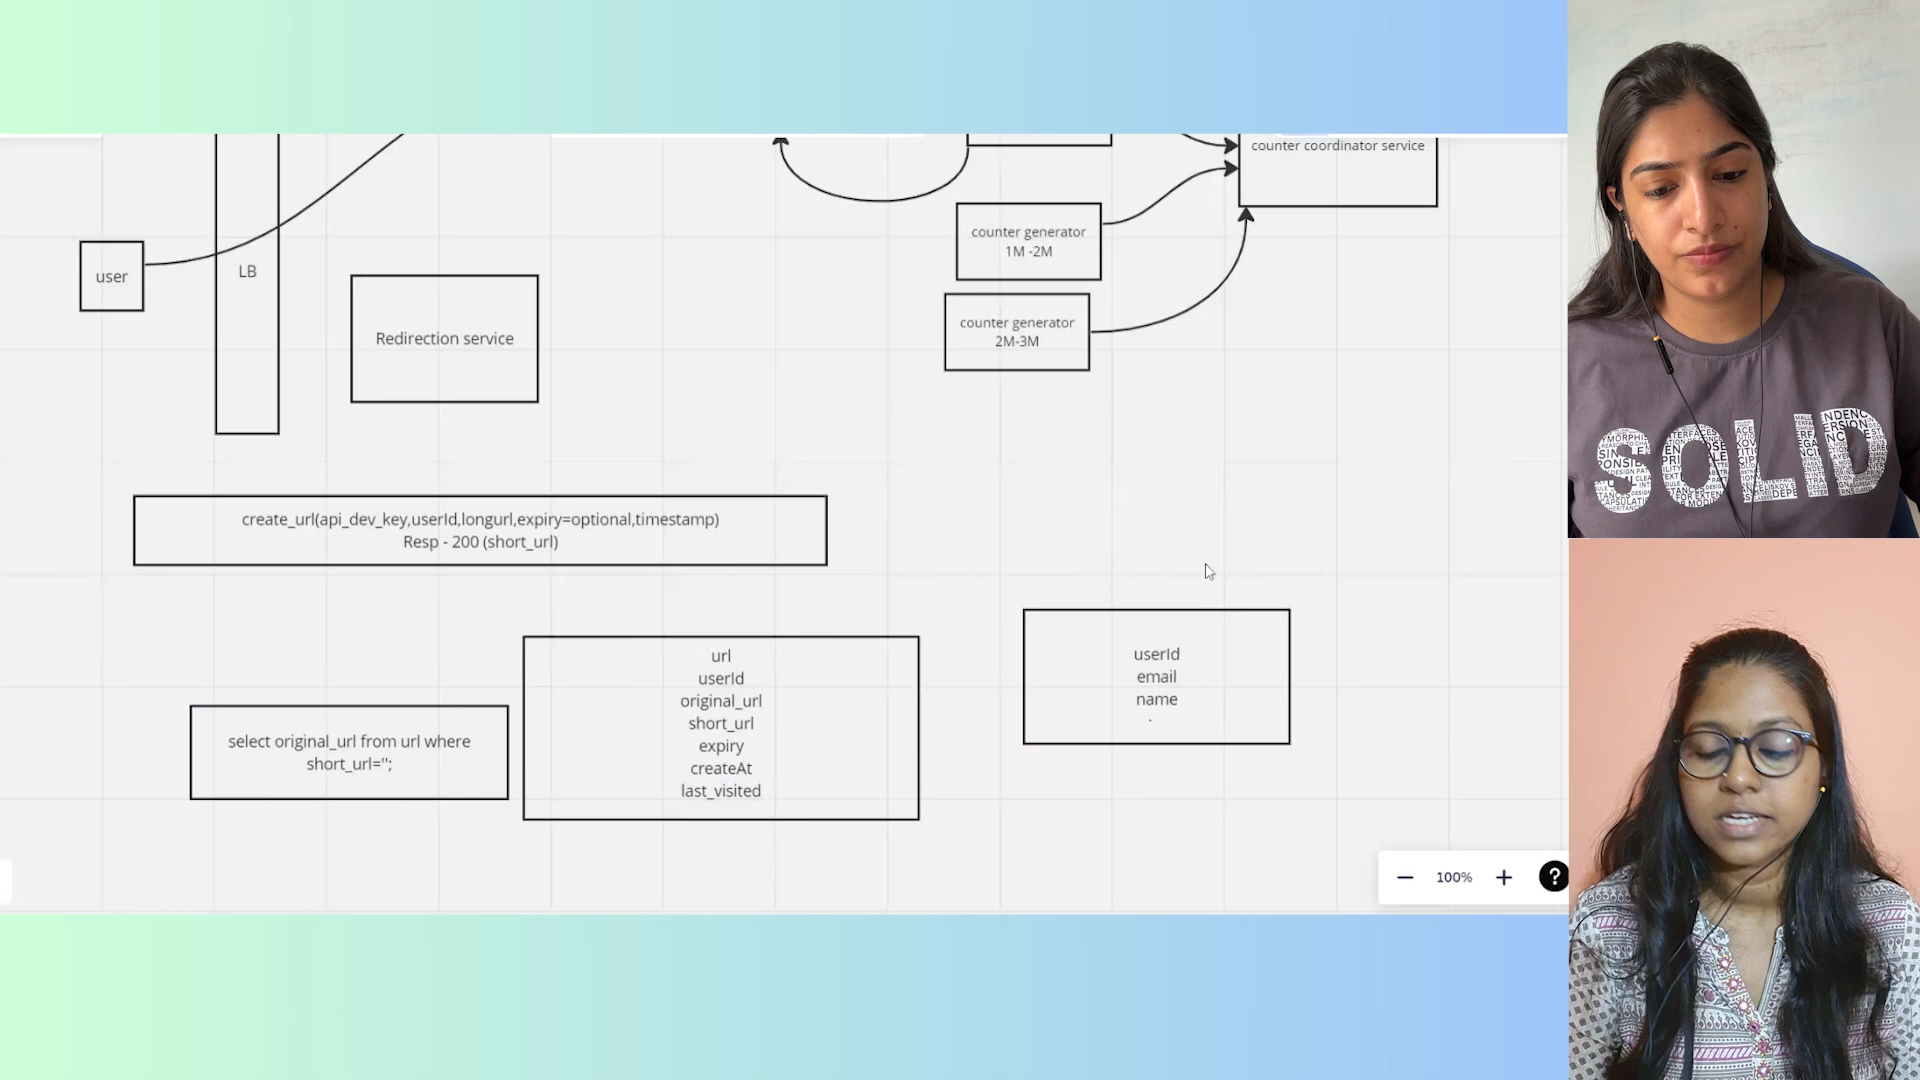 counter coordinator service
counter generator
1M -2M
user
LB
Redirection service
counter generator
2M-3M
create_url(api_dev_key,userId,longurl,expiry=optional,timestamp)
Resp - 200 (short_url)
url
userId
original_url
short_url
expiry
createAt
last_visited
userId
email
name
.
select original_url from url where
short_url='';
100%
?
SOLID